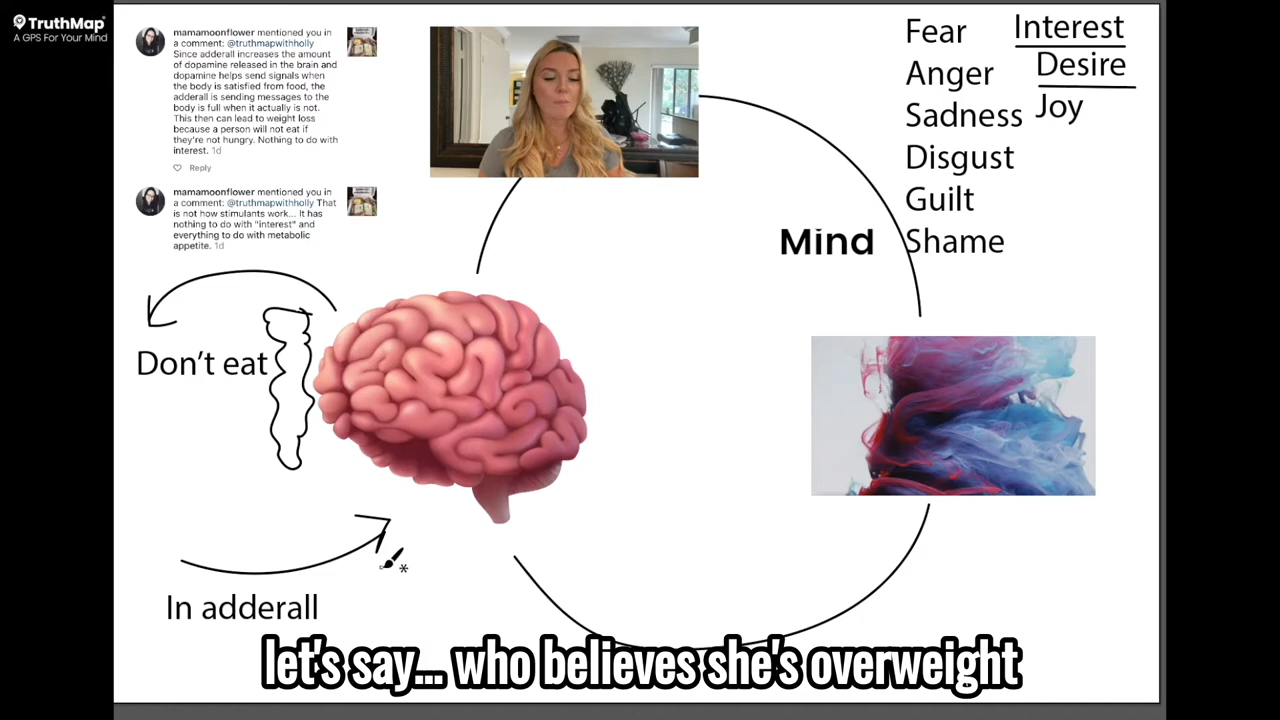 TruthMap®
A GPS For Your Mind
mamamoonflower mentioned you in
a comment: @truthmapwithholly
Since adderall increases the amount
of dopamine released in the brain and
dopamine helps send signals when
the body is satisfied from food, the
adderall is sending messages to the
body is full when it actually is not.
This then can lead to weight loss
because a person will not eat if
they're not hungry. Nothing to do with
interest. 1d
Reply
mamamoonflower mentioned you in
a comment: @truthmapwithholly That
is not how stimulants work... It has
nothing to do with "interest" and
everything to do with metabolic
appetite. 1d
Fear
Anger
Sadness
Disgust
Guilt
Shame
Interest
Desire
Joy
Mind
Don't eat
In adderall
let's say... who believes she's overweight